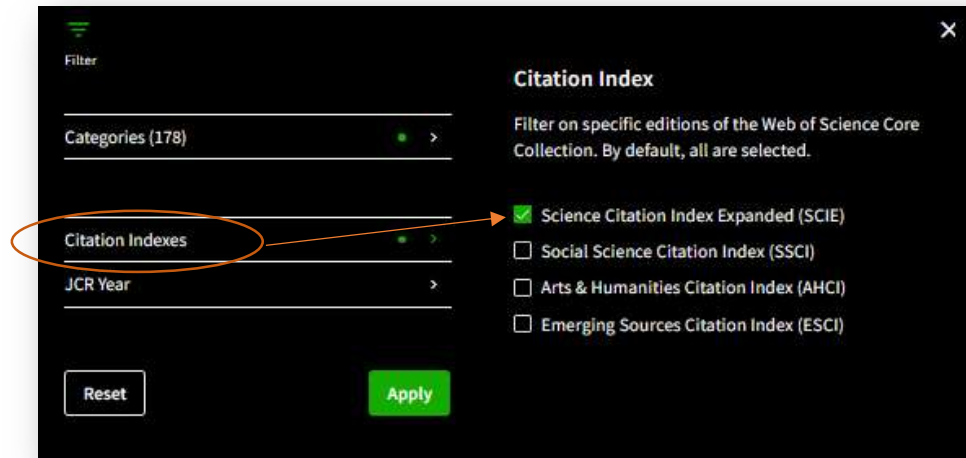 Filter
Categories (178)
Citation Indexes
JCR Year
Reset
Apply
Citation Index
Filter on specific editions of the Web of Science Core
Collection. By default, all are selected.
Science Citation Index Expanded (SCIE)
Social Science Citation Index (SSCI)
Arts & Humanities Citation Index (AHCI)
Emerging Sources Citation Index (ESCI)